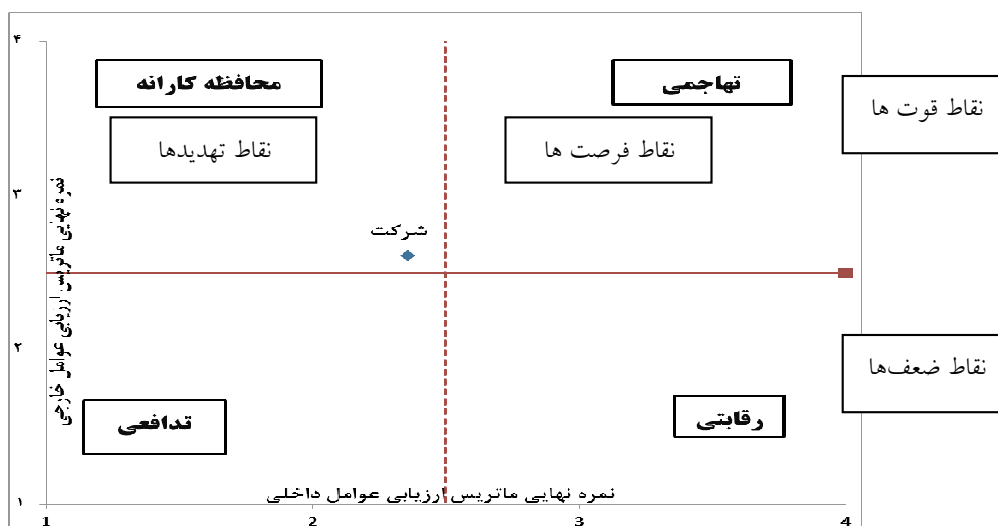 ۴
محافظه کارانه
تهاجمی
نقاط قوت ها
نقاط تهدیدها
نقاط فرصت ها
۳
شرکت
نمره نهایی ماتریس ارزیابی عوامل خارجی
۲
نقاط ضعف‌ها
تدافعی
رقابتی
نمره نهایی ماتریس ارزیابی عوامل داخلی
۱
1 2 3 4